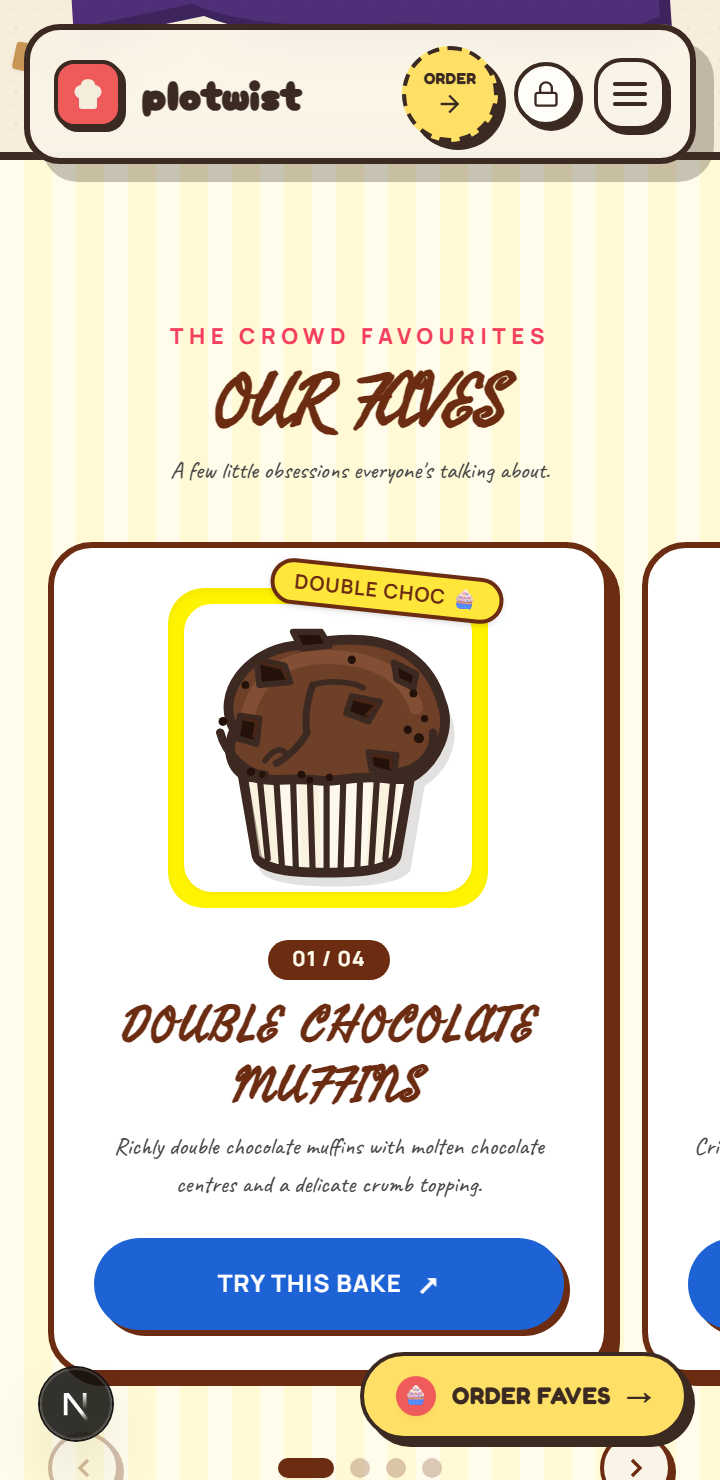 plotwist
ORDER
→
THE CROWD FAVOURITES
OUR FAVES
A few little obsessions everyone's talking about.
DOUBLE CHOC 🧁
01 / 04
DOUBLE CHOCOLATE
MUFFINS
Richly double chocolate muffins with molten chocolate
centres and a delicate crumb topping.
Cri
TRY THIS BAKE ↗
N
🧁 ORDER FAVES →